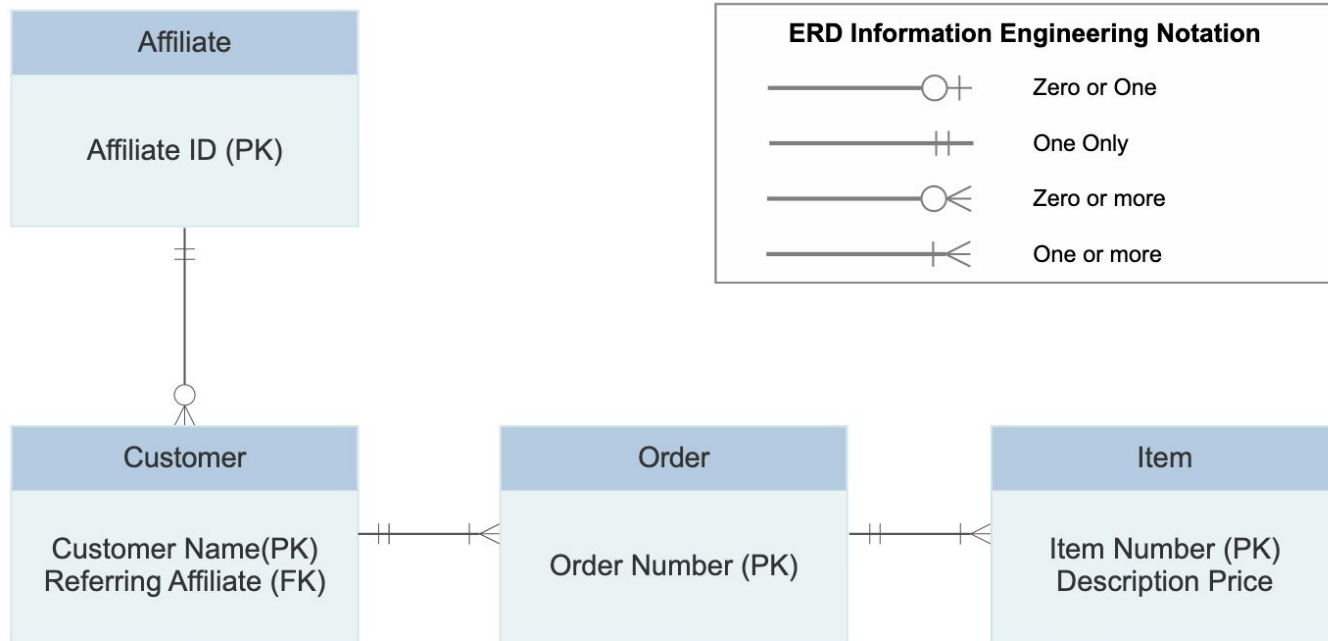 Affiliate
Affiliate ID (PK)
ERD Information Engineering Notation
Zero or One
One Only
Zero or more
One or more
Customer
Customer Name(PK)
Referring Affiliate (FK)
Order
Order Number (PK)
Item
Item Number (PK)
Description Price